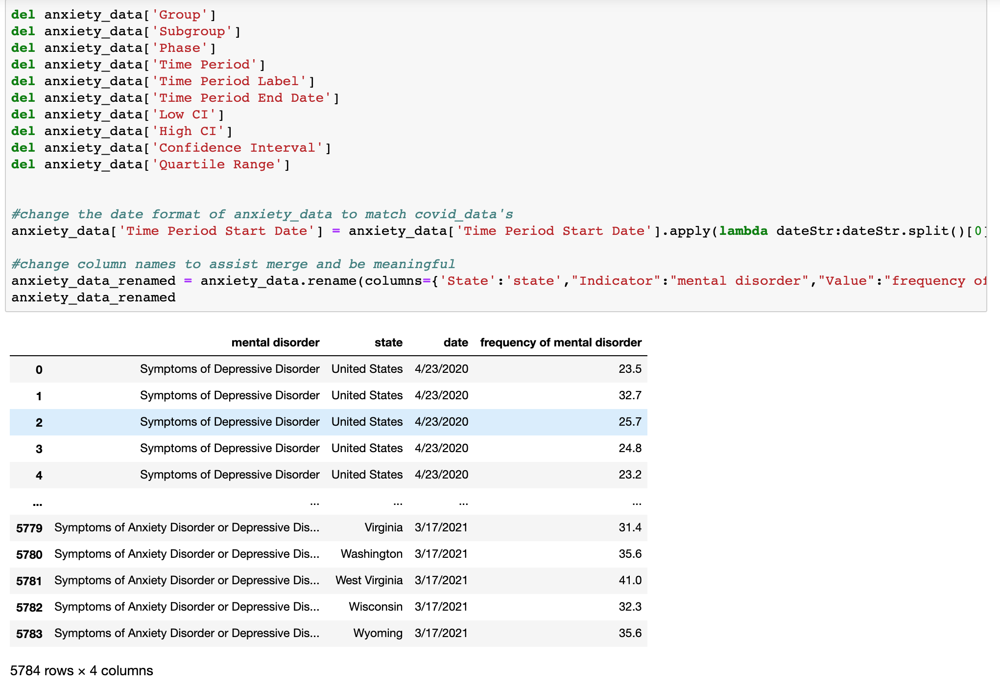 del anxiety_data['Group']
del anxiety_data['Subgroup']
del anxiety_data['Phase']
del anxiety_data['Time Period']
del anxiety_data['Time Period Label']
del anxiety_data['Time Period End Date']
del anxiety_data['Low CI']
del anxiety_data['High CI']
del anxiety_data['Confidence Interval']
del anxiety_data['Quartile Range']
#change the date format of anxiety_data to match covid_data's
anxiety_data['Time Period Start Date'] = anxiety_data['Time Period Start Date'].apply(lambda dateStr:dateStr.split()[0]
#change column names to assist merge and be meaningful
anxiety_data_renamed = anxiety_data.rename(columns={'State':'state',"Indicator":"mental disorder","Value":"frequency of
anxiety_data_renamed
mental disorder state date frequency of mental disorder
0 Symptoms of Depressive Disorder United States 4/23/2020 23.5
1 Symptoms of Depressive Disorder United States 4/23/2020 32.7
2 Symptoms of Depressive Disorder United States 4/23/2020 25.7
3 Symptoms of Depressive Disorder United States 4/23/2020 24.8
4 Symptoms of Depressive Disorder United States 4/23/2020 23.2
... ... ... ... ...
5779 Symptoms of Anxiety Disorder or Depressive Dis... Virginia 3/17/2021 31.4
5780 Symptoms of Anxiety Disorder or Depressive Dis... Washington 3/17/2021 35.6
5781 Symptoms of Anxiety Disorder or Depressive Dis... West Virginia 3/17/2021 41.0
5782 Symptoms of Anxiety Disorder or Depressive Dis... Wisconsin 3/17/2021 32.3
5783 Symptoms of Anxiety Disorder or Depressive Dis... Wyoming 3/17/2021 35.6
5784 rows × 4 columns